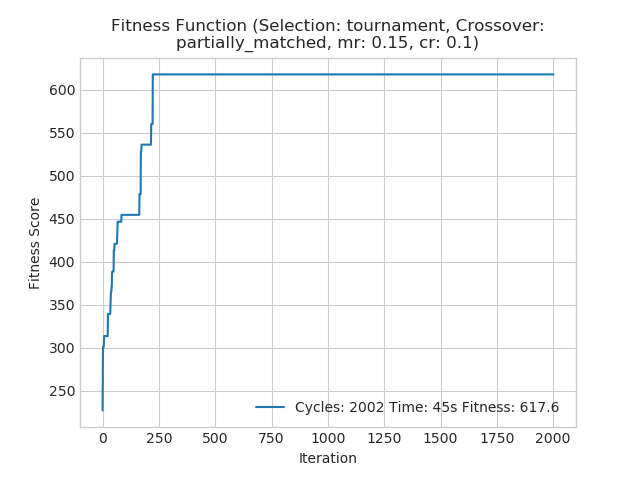 Fitness Function (Selection: tournament, Crossover:
partially_matched, mr: 0.15, cr: 0.1)
Fitness Score
600
550
500
450
400
350
300
250
Cycles: 2002 Time: 45s Fitness: 617.6
0 250 500 750 1000 1250 1500 1750 2000
Iteration